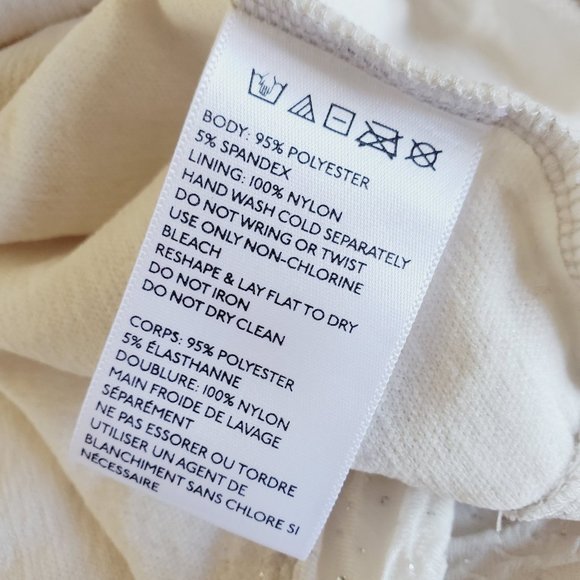 BODY: 95% POLYESTER
5% SPANDEX
LINING: 100% NYLON
HAND WASH COLD SEPARATELY
DO NOT WRING OR TWIST
USE ONLY NON-CHLORINE
BLEACH
RESHAPE & LAY FLAT TO DRY
DO NOT IRON
DO NOT DRY CLEAN
CORPS: 95% POLYESTER
5% ÉLASTHANNE
DOUBLURE: 100% NYLON
MAIN FROIDE DE LAVAGE
SÉPARÉMENT
NE PAS ESSORER OU TORDRE
UTILISER UN AGENT DE
BLANCHIMENT SANS CHLORE SI
NÉCESSAIRE